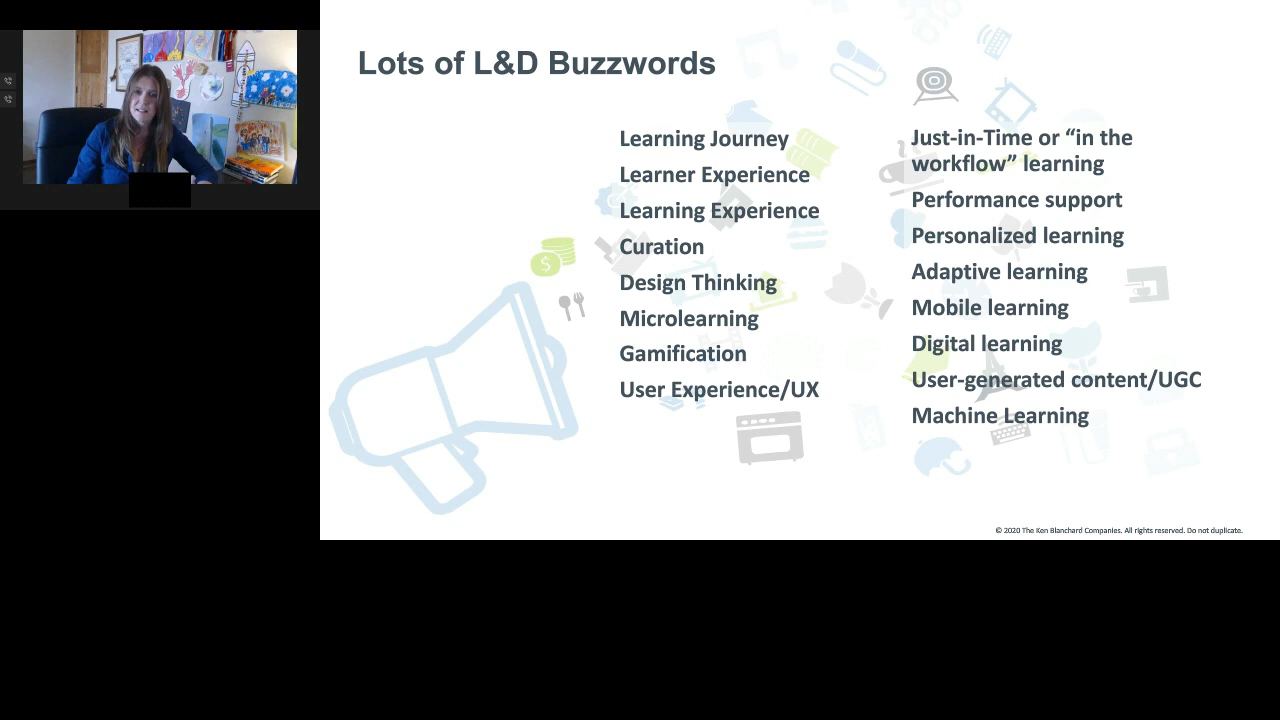 Lots of L&D Buzzwords
Learning Journey
Learner Experience
Learning Experience
Curation
Design Thinking
Microlearning
Gamification
User Experience/UX
Just-in-Time or “in the
workflow” learning
Performance support
Personalized learning
Adaptive learning
Mobile learning
Digital learning
User-generated content/UGC
Machine Learning
© 2020 The Ken Blanchard Companies. All rights reserved. Do not duplicate.